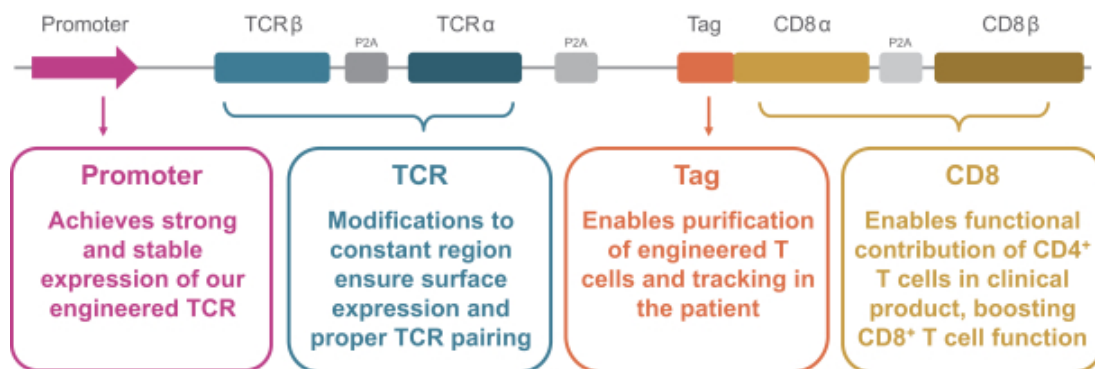 Promoter
TCRβ
P2A
TCRα
P2A
Tag
CD8α
P2A
CD8β
Promoter
Achieves strong
and stable
expression of our
engineered TCR
TCR
Modifications to
constant region
ensure surface
expression and
proper TCR pairing
Tag
Enables purification
of engineered T
cells and tracking in
the patient
CD8
Enables functional
contribution of CD4⁺
T cells in clinical
product, boosting
CD8⁺ T cell function